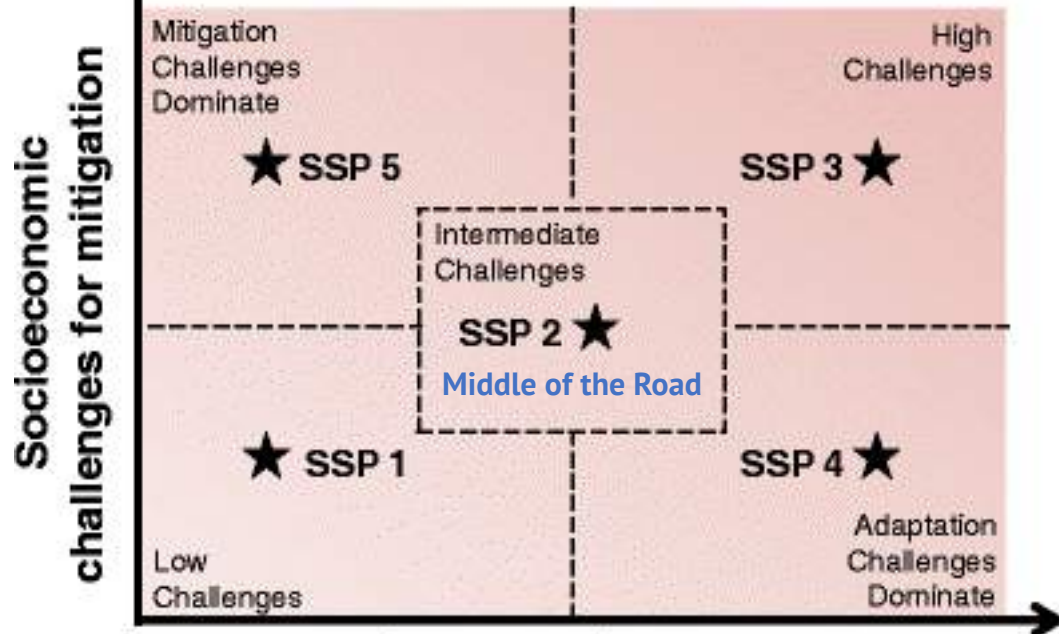 Socioeconomic
challenges for mitigation
Mitigation
Challenges
Dominate
High
Challenges
SSP 5
SSP 3
Intermediate
Challenges
SSP 2
Middle of the Road
SSP 1
SSP 4
Low
Challenges
Adaptation
Challenges
Dominate